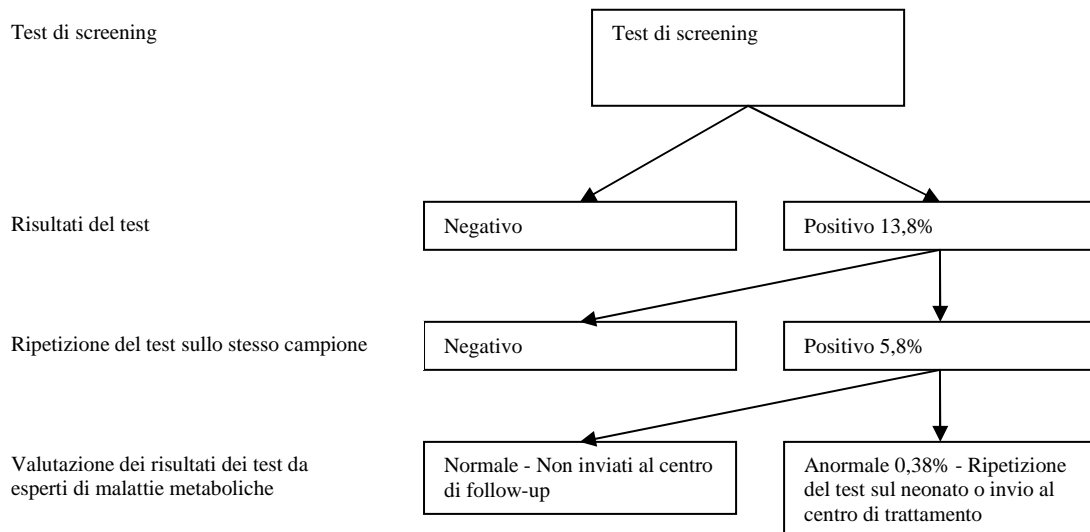 Test di screening
Test di screening
Risultati del test
Negativo
Positivo 13,8%
Ripetizione del test sullo stesso campione
Negativo
Positivo 5,8%
Valutazione dei risultati dei test da
esperti di malattie metaboliche
Normale - Non inviati al centro
di follow-up
Anormale 0,38% - Ripetizione
del test sul neonato o invio al
centro di trattamento